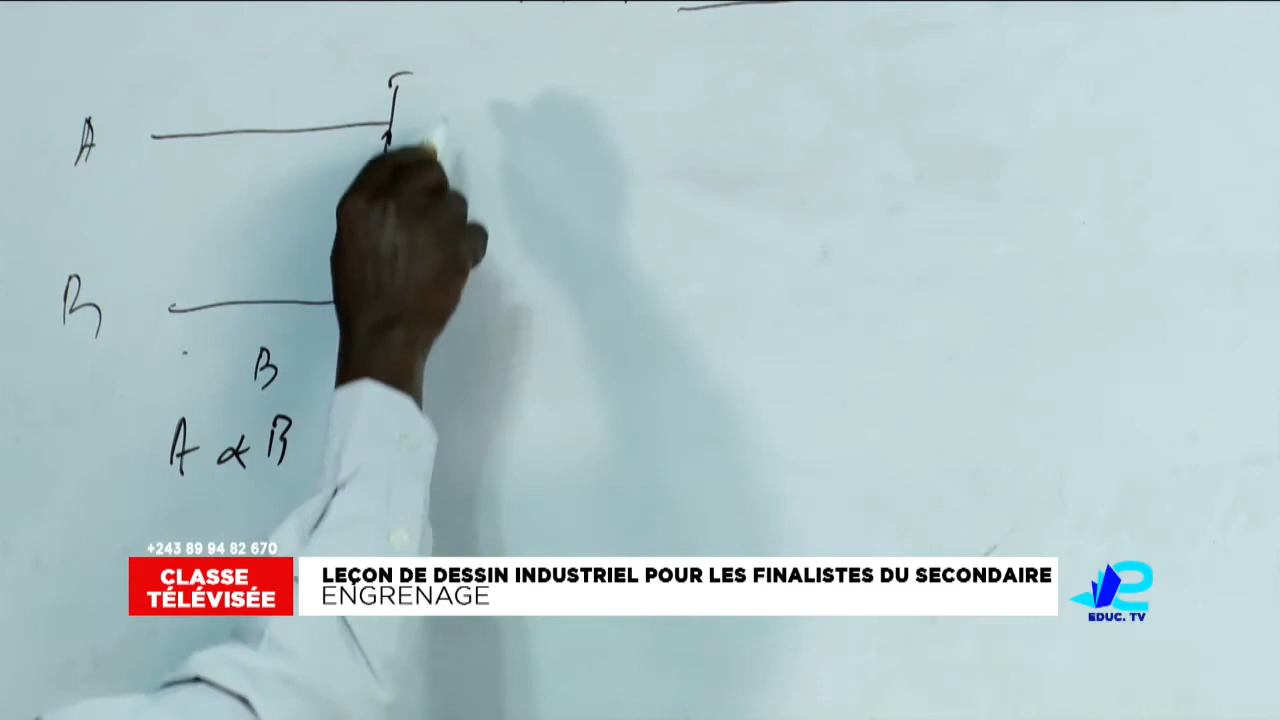 A
B
B
A α B
+243 89 94 82 670
CLASSE
TÉLÉVISÉE
LEÇON DE DESSIN INDUSTRIEL POUR LES FINALISTES DU SECONDAIRE
ENGRENAGE
EDUC. TV